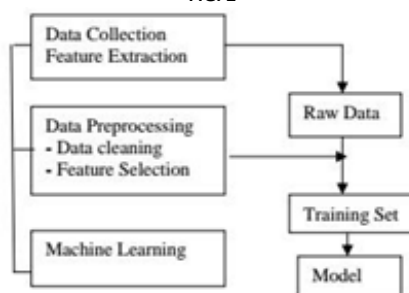 Data Collection
Feature Extraction
Raw Data
Data Preprocessing
- Data cleaning
- Feature Selection
Training Set
Machine Learning
Model